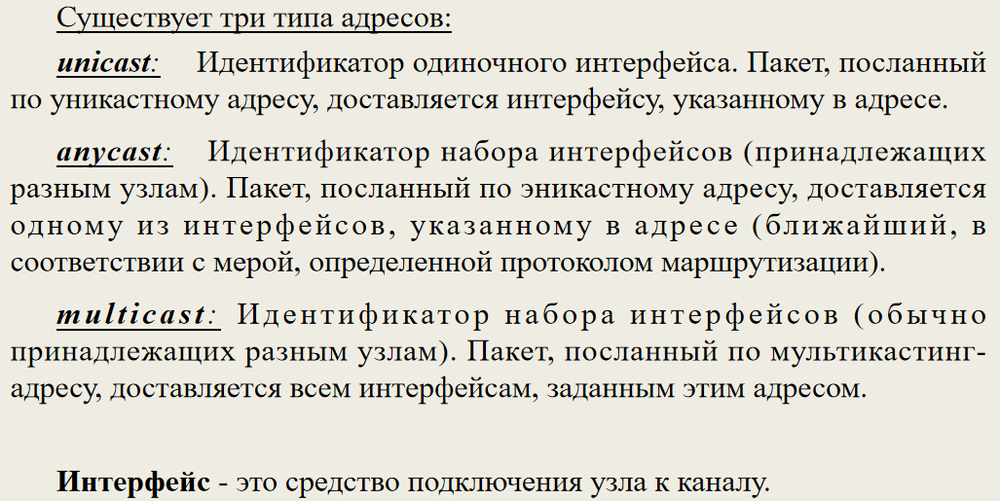 Существует три типа адресов:
unicast: Идентификатор одиночного интерфейса. Пакет, посланный
по уникастному адресу, доставляется интерфейсу, указанному в адресе.
anycast: Идентификатор набора интерфейсов (принадлежащих
разным узлам). Пакет, посланный по эникастному адресу, доставляется
одному из интерфейсов, указанному в адресе (ближайший, в
соответствии с мерой, определенной протоколом маршрутизации).
multicast: Идентификатор набора интерфейсов (обычно
принадлежащих разным узлам). Пакет, посланный по мультикастинг-
адресу, доставляется всем интерфейсам, заданным этим адресом.
Интерфейс - это средство подключения узла к каналу.